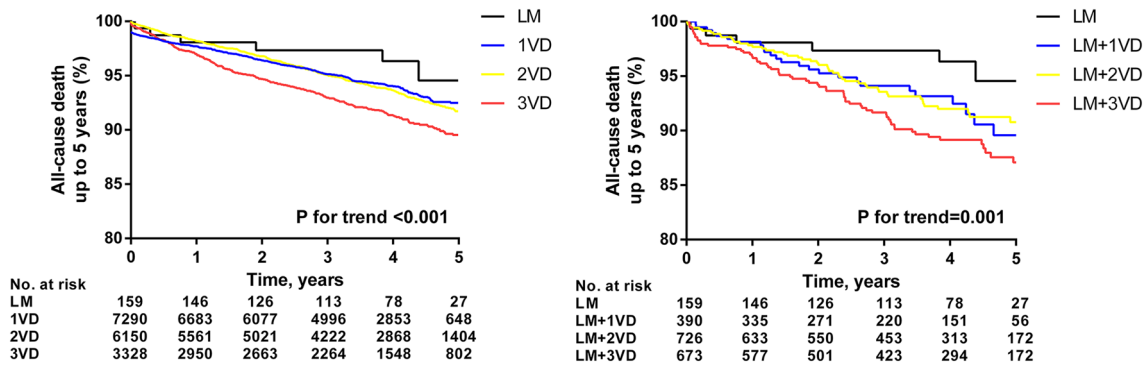 100
95
90
85
80
All-cause death
up to 5 years (%)
LM
1VD
2VD
3VD
P for trend <0.001
0 1 2 3 4 5
Time, years
No. at risk
LM 159 146 126 113 78 27
1VD 7290 6683 6077 4996 2853 648
2VD 6150 5561 5021 4222 2868 1404
3VD 3328 2950 2663 2264 1548 802
100
95
90
85
80
All-cause death
up to 5 years (%)
LM
LM+1VD
LM+2VD
LM+3VD
P for trend=0.001
0 1 2 3 4 5
Time, years
No. at risk
LM 159 146 126 113 78 27
LM+1VD 390 335 271 220 151 56
LM+2VD 726 633 550 453 313 172
LM+3VD 673 577 501 423 294 172